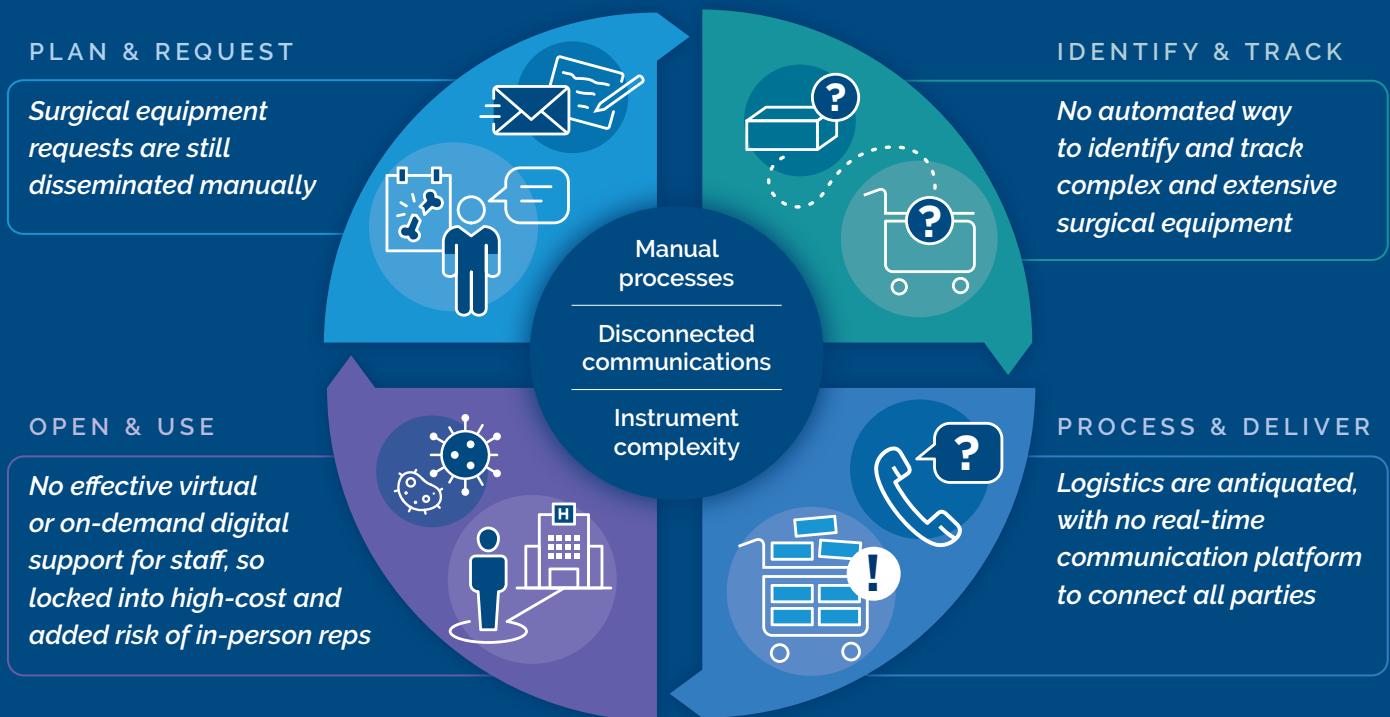 PLAN & REQUEST
Surgical equipment
requests are still
disseminated manually
IDENTIFY & TRACK
No automated way
to identify and track
complex and extensive
surgical equipment
?
?
Manual
processes
Disconnected
communications
Instrument
complexity
OPEN & USE
No effective virtual
or on-demand digital
support for staff, so
locked into high-cost and
added risk of in-person reps
H
PROCESS & DELIVER
Logistics are antiquated,
with no real-time
communication platform
to connect all parties
?
!